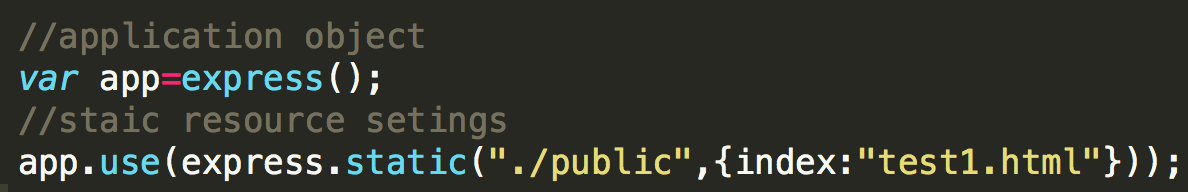 //application object
var app=express();
//staic resource setings
app.use(express.static("./public",{index:"test1.html"}));